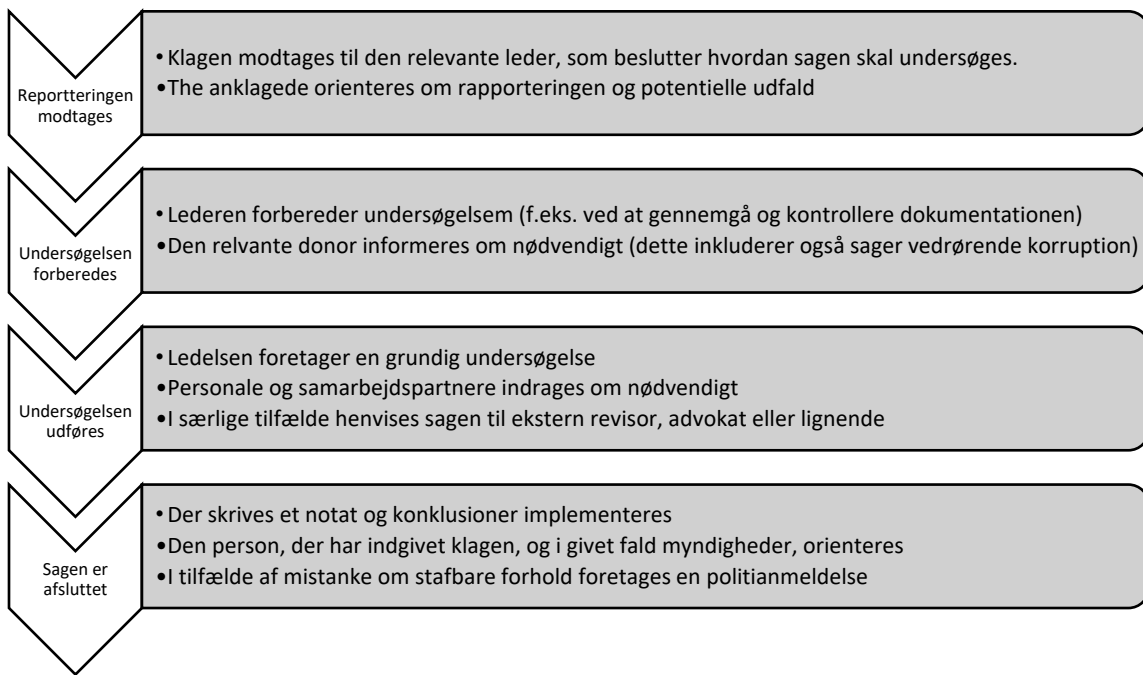 Reportteringen
modtages
• Klagen modtages til den relevante leder, som beslutter hvordan sagen skal undersøges.
•The anklagede orienteres om rapporteringen og potentielle udfald
Undersøgelsen
forberedes
• Lederen forbereder undersøgelsem (f.eks. ved at gennemgå og kontrollere dokumentationen)
•Den relvante donor informeres om nødvendigt (dette inkluderer også sager vedrørende korruption)
Undersøgelsen
udføres
• Ledelsen foretager en grundig undersøgelse
•Personale og samarbejdspartnere indrages om nødvendigt
•I særlige tilfælde henvises sagen til ekstern revisor, advokat eller lignende
Sagen er
afsluttet
• Der skrives et notat og konklusioner implementeres
•Den person, der har indgivet klagen, og i givet fald myndigheder, orienteres
•I tilfælde af mistanke om stafbare forhold foretages en politianmeldelse